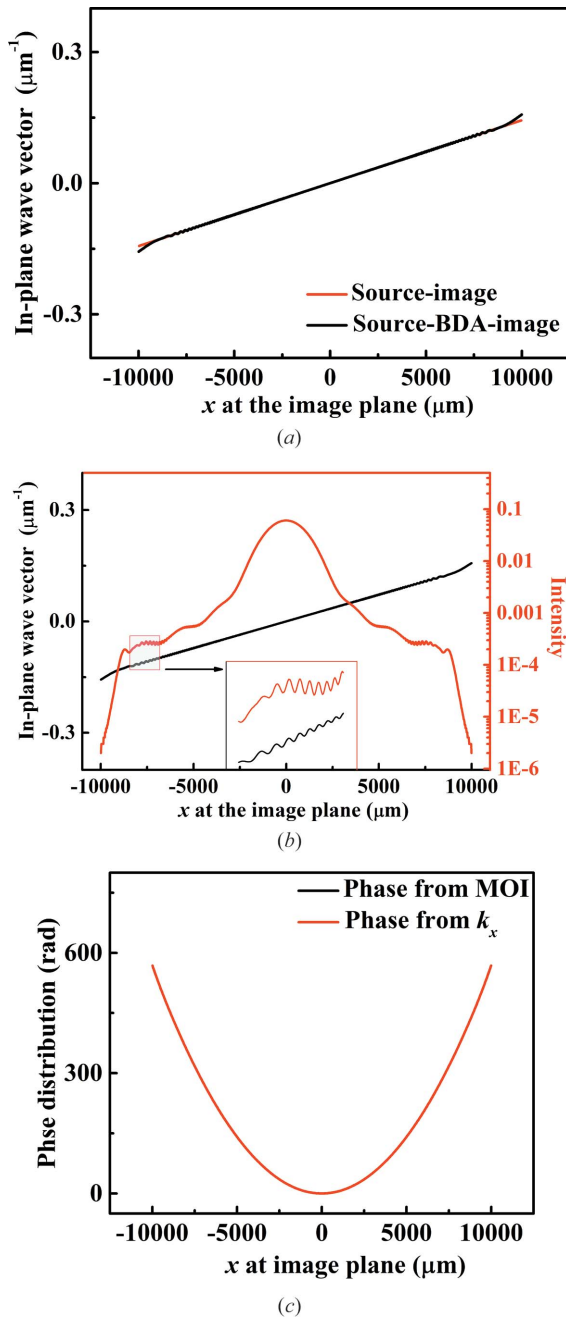 In-plane wave vector (μm⁻¹)
0.3
0.0
-0.3
Source-image
Source-BDA-image
-10000 -5000 0 5000 10000
x at the image plane (μm)
(a)
In-plane wave vector (μm⁻¹)
0.3
0.0
-0.3
0.1
0.01
0.001
1E-4
1E-5
1E-6
Intensity
-10000 -5000 0 5000 10000
x at the image plane (μm)
(b)
Phse distribution (rad)
600
300
0
Phase from MOI
Phase from kₓ
-10000 -5000 0 5000 10000
x at image plane (μm)
(c)